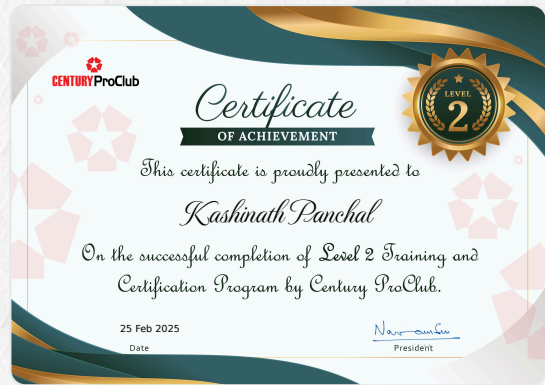 CENTURY ProClub
LEVEL
2
Certificate
OF ACHIEVEMENT
This certificate is proudly presented to
Kashinath Panchal
On the successful completion of Level 2 Training and
Certification Program by Century ProClub.
25 Feb 2025
Date
President